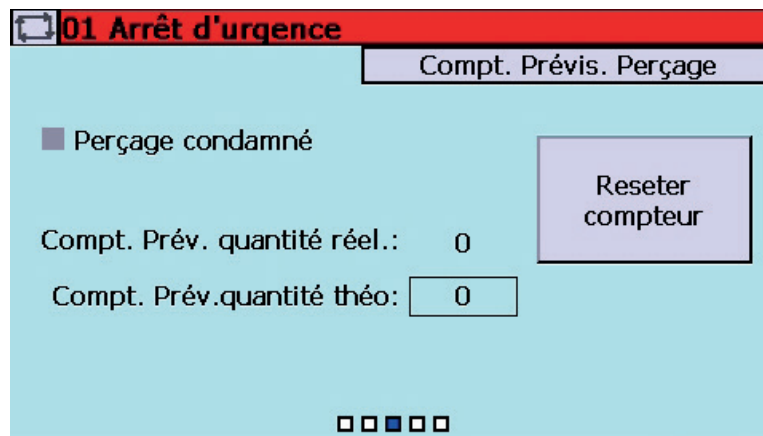 01 Arrêt d'urgence
Compt. Prévis. Perçage
Perçage condamné
Reseter
compteur
Compt. Prév. quantité réel.: 0
Compt. Prév.quantité théo: 0